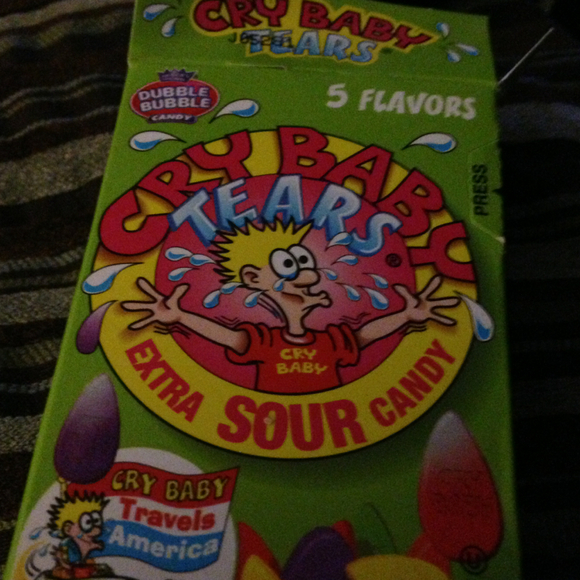 CRY BABY
TEARS
DUBBLE
BUBBLE
CANDY
5 FLAVORS
PRESS
CRY BABY
TEARS®
CRY
BABY
EXTRA SOUR CANDY
CRY BABY
Travels
America
U